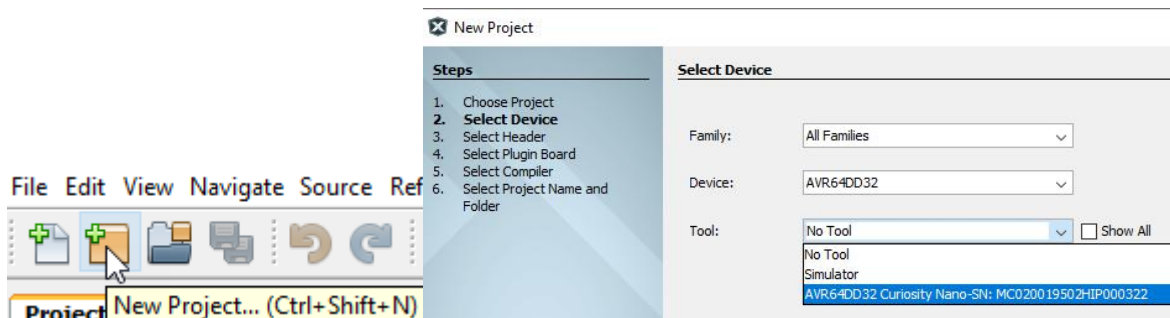 File Edit View Navigate Source Ref
Project
New Project... (Ctrl+Shift+N)
New Project
Steps
1. Choose Project
2. Select Device
3. Select Header
4. Select Plugin Board
5. Select Compiler
6. Select Project Name and
Folder
Select Device
Family: All Families
Device: AVR64DD32
Tool: No Tool Show All
No Tool
Simulator
AVR64DD32 Curiosity Nano-SN: MC020019502HIP000322